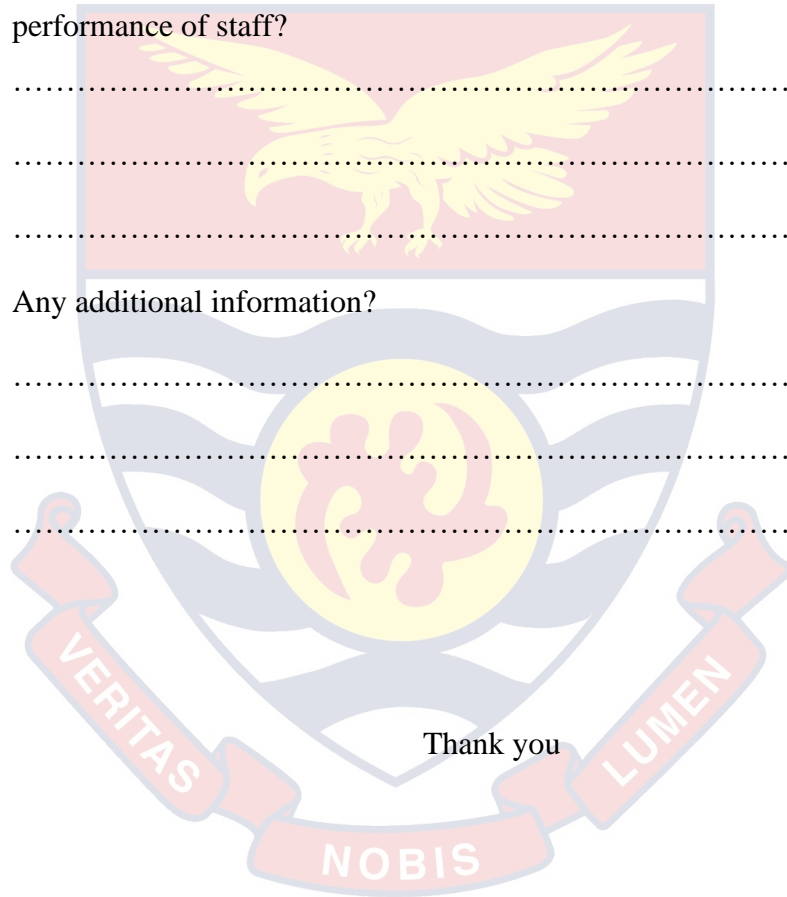 performance of staff?
……………………………………………………………………
……………………………………………………………………
……………………………………………………………………
Any additional information?
……………………………………………………………………
……………………………………………………………………
……………………………………………………………………
Thank you
VERITAS
NOBIS
LUMEN